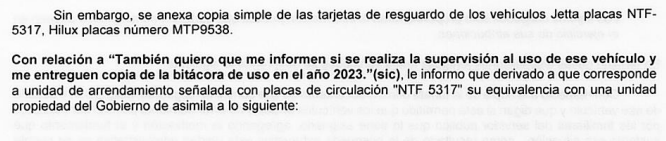 Sin embargo, se anexa copia simple de las tarjetas de resguardo de los vehículos Jetta placas NTF-
5317, Hilux placas número MTP9538.
Con relación a “También quiero que me informen si se realiza la supervisión al uso de ese vehículo y
me entreguen copia de la bitácora de uso en el año 2023.”(sic), le informo que derivado a que corresponde
a unidad de arrendamiento señalada con placas de circulación "NTF 5317" su equivalencia con una unidad
propiedad del Gobierno de asimila a lo siguiente: